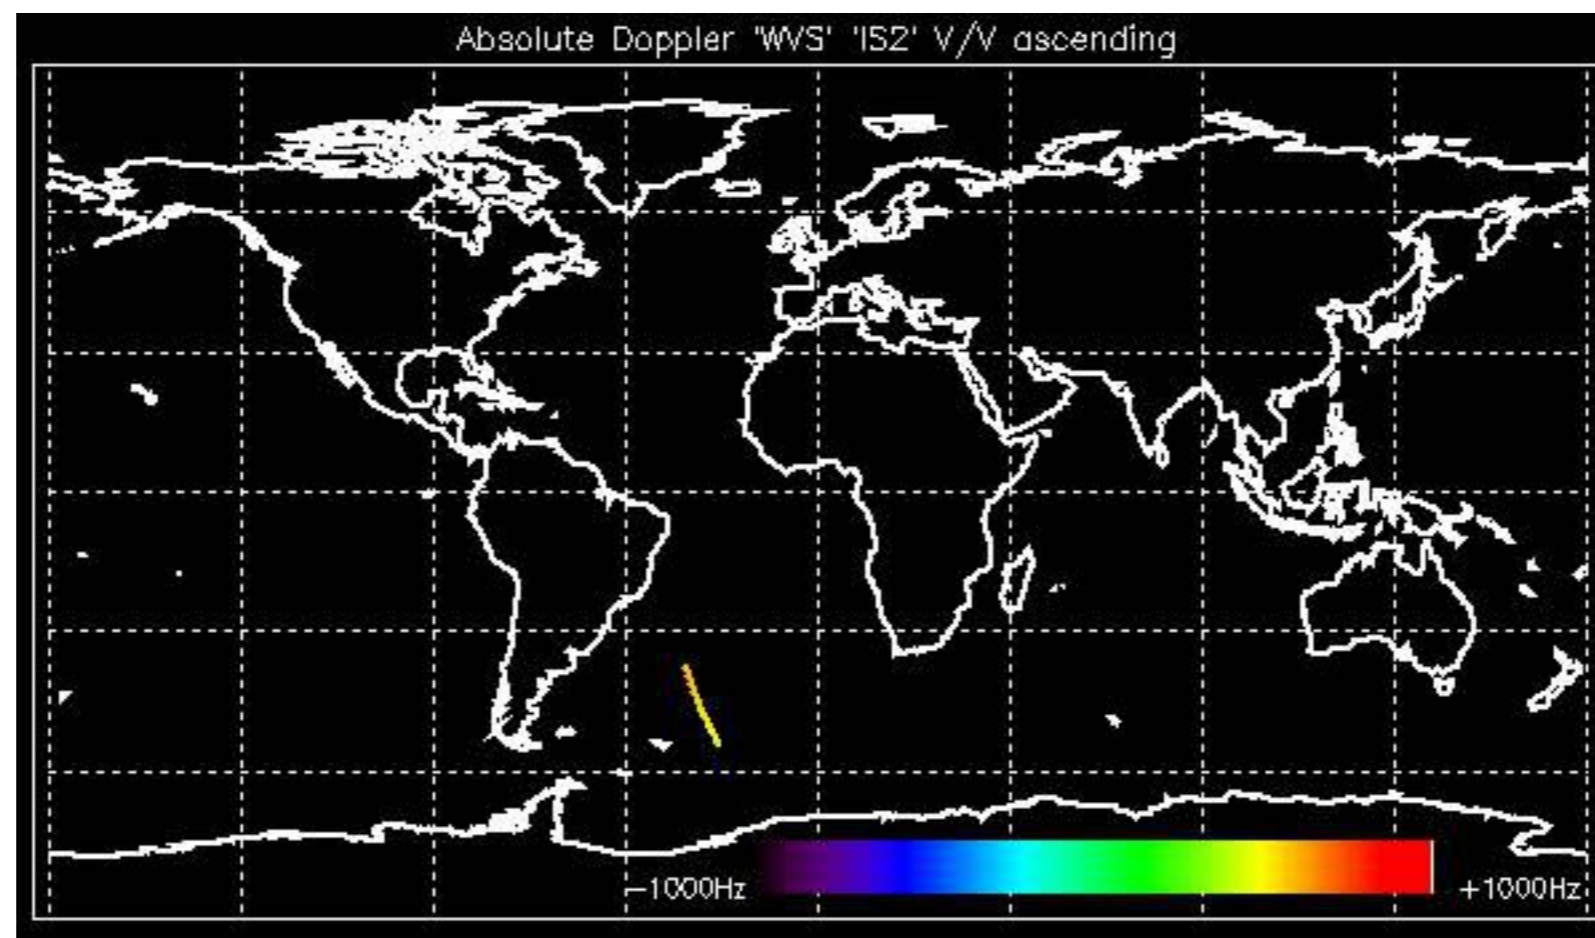 Absolute Doppler 'WVS' 'IS2' V/V ascending
-1000Hz
+1000Hz